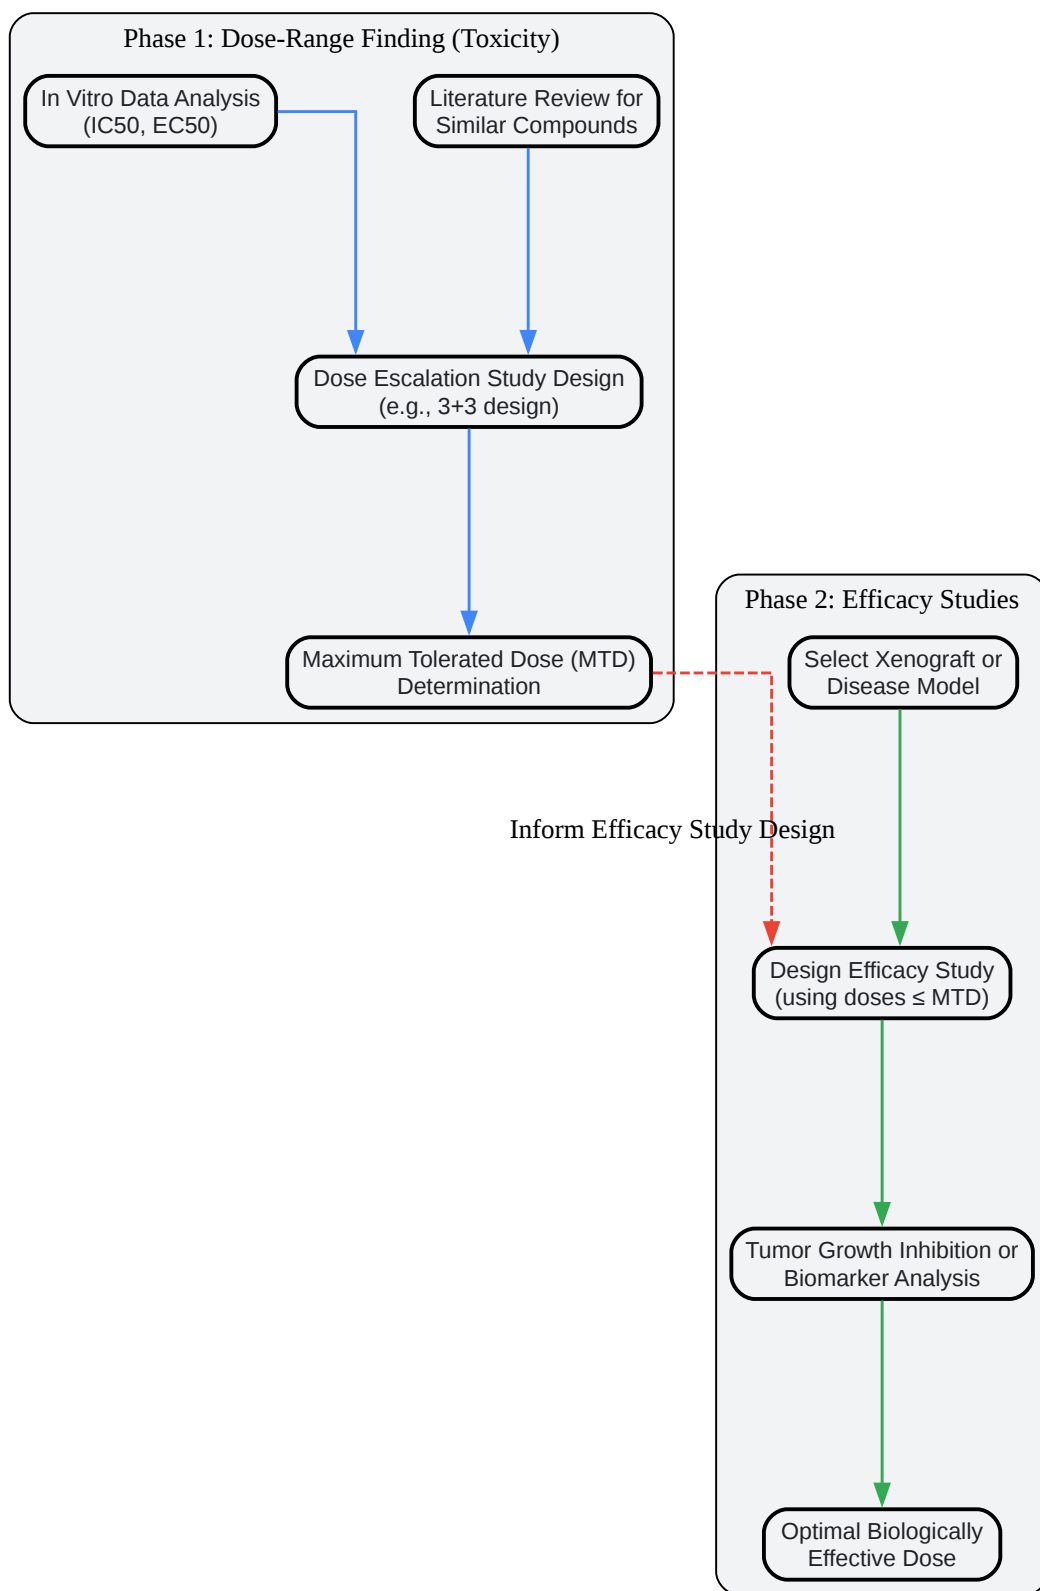 Phase 1: Dose-Range Finding (Toxicity)
In Vitro Data Analysis
(IC50, EC50)
Literature Review for
Similar Compounds
Dose Escalation Study Design
(e.g., 3+3 design)
Maximum Tolerated Dose (MTD)
Determination
Phase 2: Efficacy Studies
Select Xenograft or
Disease Model
Inform Efficacy Study Design
Design Efficacy Study
(using doses ≤ MTD)
Tumor Growth Inhibition or
Biomarker Analysis
Optimal Biologically
Effective Dose